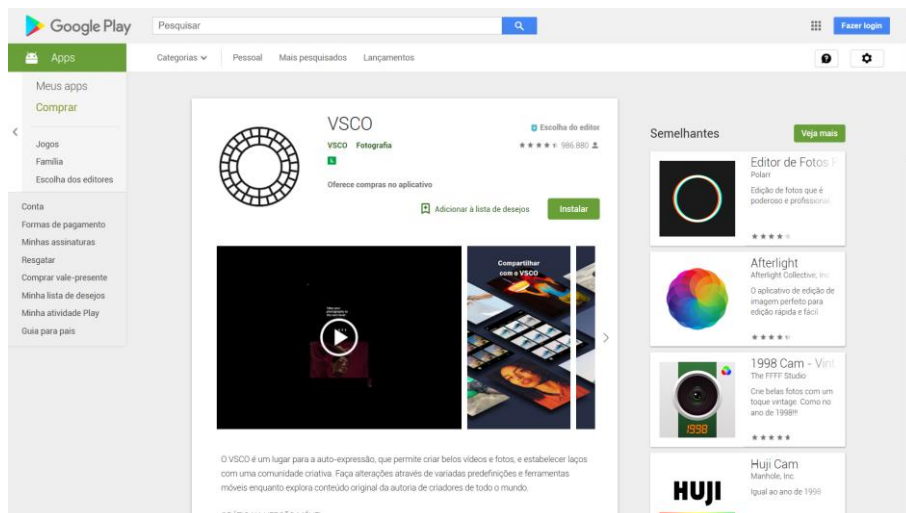 Google Play
Pesquisar
Fazer login
Apps
Categorias
Pessoal
Mais pesquisados
Lançamentos
Meus apps
Comprar
Jogos
Família
Escolha dos editores
Conta
Formas de pagamento
Minhas assinaturas
Resgatar
Comprar vale-presente
Minha lista de desejos
Minha atividade Play
Guia para pais
VSCO
Escolha do editor
VSCO Fotografia
986.880
L
Oferece compras no aplicativo
Adicionar à lista de desejos
Instalar
Compartilhar
com o VSCO
O VSCO é um lugar para a auto-expressão, que permite criar belos vídeos e fotos, e estabelecer laços
com uma comunidade criativa. Faça alterações através de variadas predefinições e ferramentas
móveis enquanto explora conteúdo original da autoria de criadores de todo o mundo.
Semelhantes
Veja mais
Editor de Fotos
Polarr
Edição de fotos que é
poderoso e profissional
Afterlight
Afterlight Collective, Inc.
O aplicativo de edição de
imagem perfeito para
edição rápida e fácil
1998 Cam - Vin
The FFFF Studio
Crie belas fotos com um
toque vintage. Como no
ano de 1998!!!
1998
Huji Cam
Manhole, Inc.
Igual ao ano de 1998
HUJI